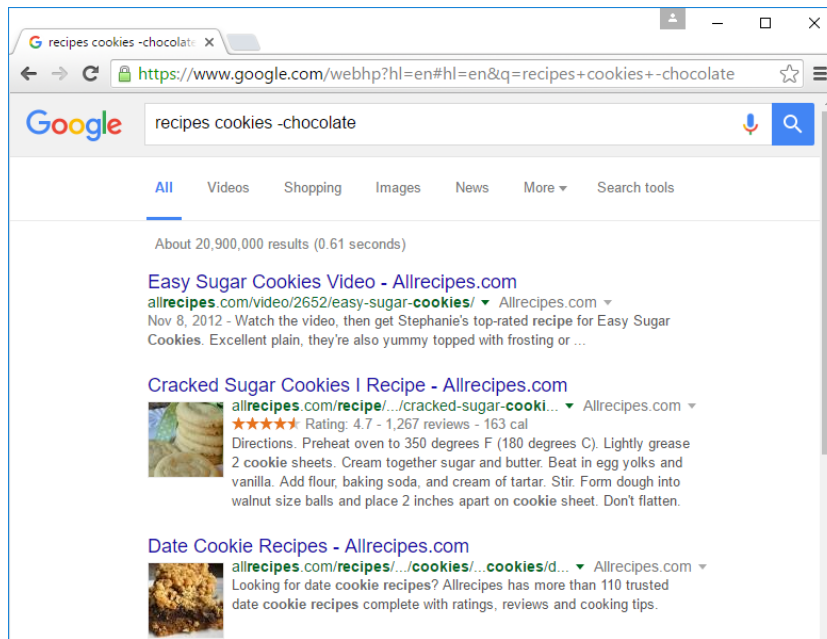 recipes cookies -chocolate
https://www.google.com/webhp?hl=en#hl=en&q=recipes+cookies+-chocolate
Google recipes cookies -chocolate
All Videos Shopping Images News More Search tools
About 20,900,000 results (0.61 seconds)
Easy Sugar Cookies Video - Allrecipes.com
allrecipes.com/video/2652/easy-sugar-cookies/ Allrecipes.com
Nov 8, 2012 - Watch the video, then get Stephanie's top-rated recipe for Easy Sugar
Cookies. Excellent plain, they're also yummy topped with frosting or ...
Cracked Sugar Cookies I Recipe - Allrecipes.com
allrecipes.com/recipe/.../cracked-sugar-cooki... Allrecipes.com
Rating: 4.7 - 1,267 reviews - 163 cal
Directions. Preheat oven to 350 degrees F (180 degrees C). Lightly grease
2 cookie sheets. Cream together sugar and butter. Beat in egg yolks and
vanilla. Add flour, baking soda, and cream of tartar. Stir. Form dough into
walnut size balls and place 2 inches apart on cookie sheet. Don't flatten.
Date Cookie Recipes - Allrecipes.com
allrecipes.com/recipes/.../cookies/...cookies/d... Allrecipes.com
Looking for date cookie recipes? Allrecipes has more than 110 trusted
date cookie recipes complete with ratings, reviews and cooking tips.